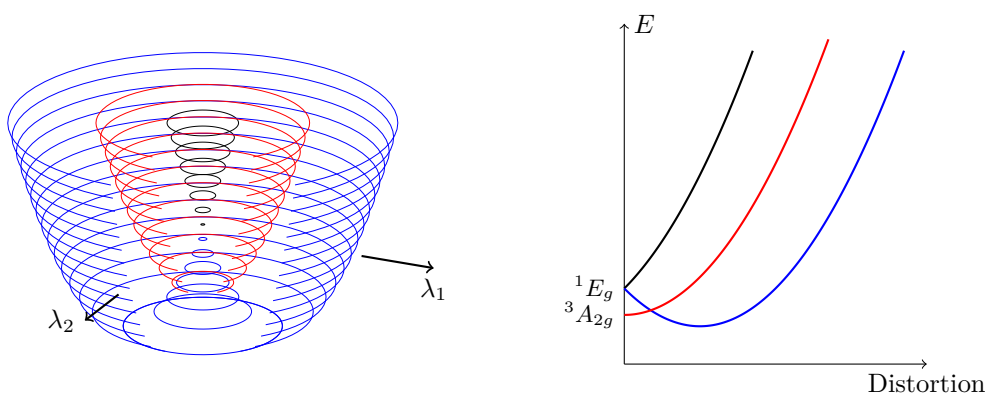 λ₁
λ₂
E
¹E_g
³A_{2g}
Distortion